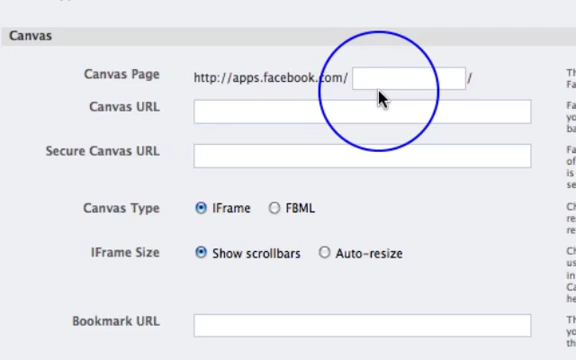 Canvas
Canvas Page http://apps.facebook.com/ /
Canvas URL
Secure Canvas URL
Canvas Type IFrame FBML
IFrame Size Show scrollbars Auto-resize
Bookmark URL